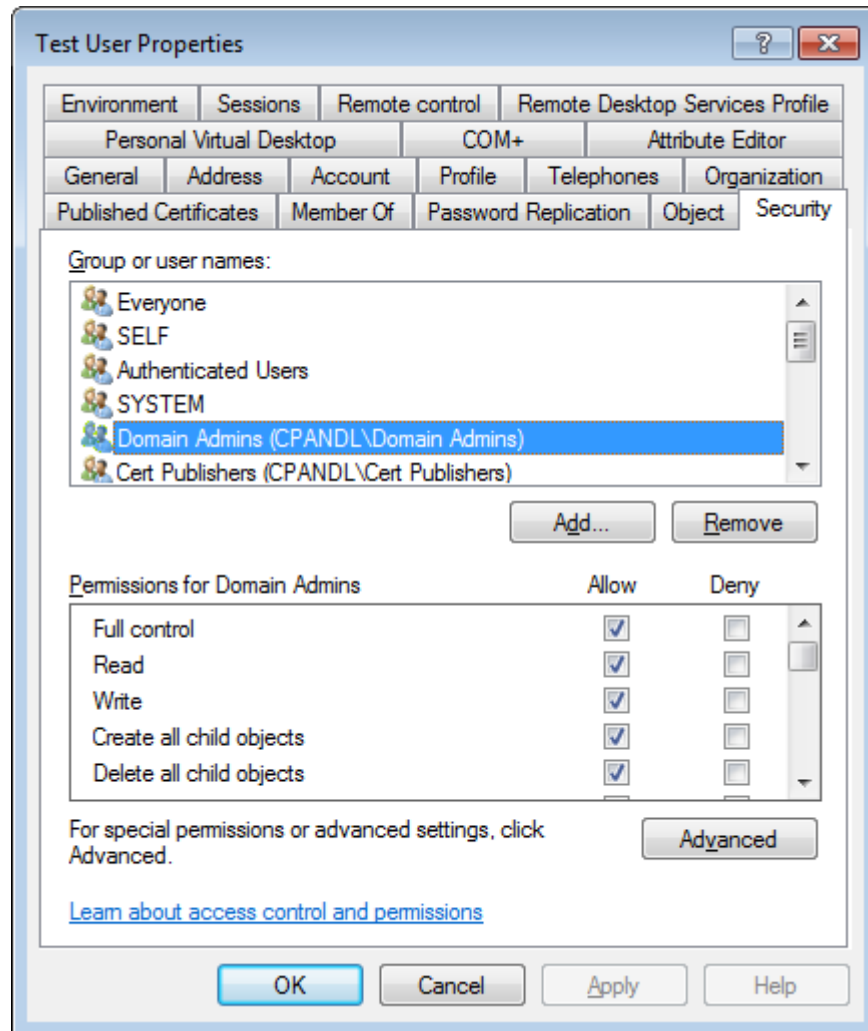 Test User Properties
Environment Sessions Remote control Remote Desktop Services Profile
Personal Virtual Desktop COM+ Attribute Editor
General Address Account Profile Telephones Organization
Published Certificates Member Of Password Replication Object Security
Group or user names:
Everyone
SELF
Authenticated Users
SYSTEM
Domain Admins (CPANDL\Domain Admins)
Cert Publishers (CPANDL\Cert Publishers)
Add... Remove
Permissions for Domain Admins Allow Deny
Full control
Read
Write
Create all child objects
Delete all child objects
For special permissions or advanced settings, click
Advanced.
Advanced
Learn about access control and permissions
OK Cancel Apply Help